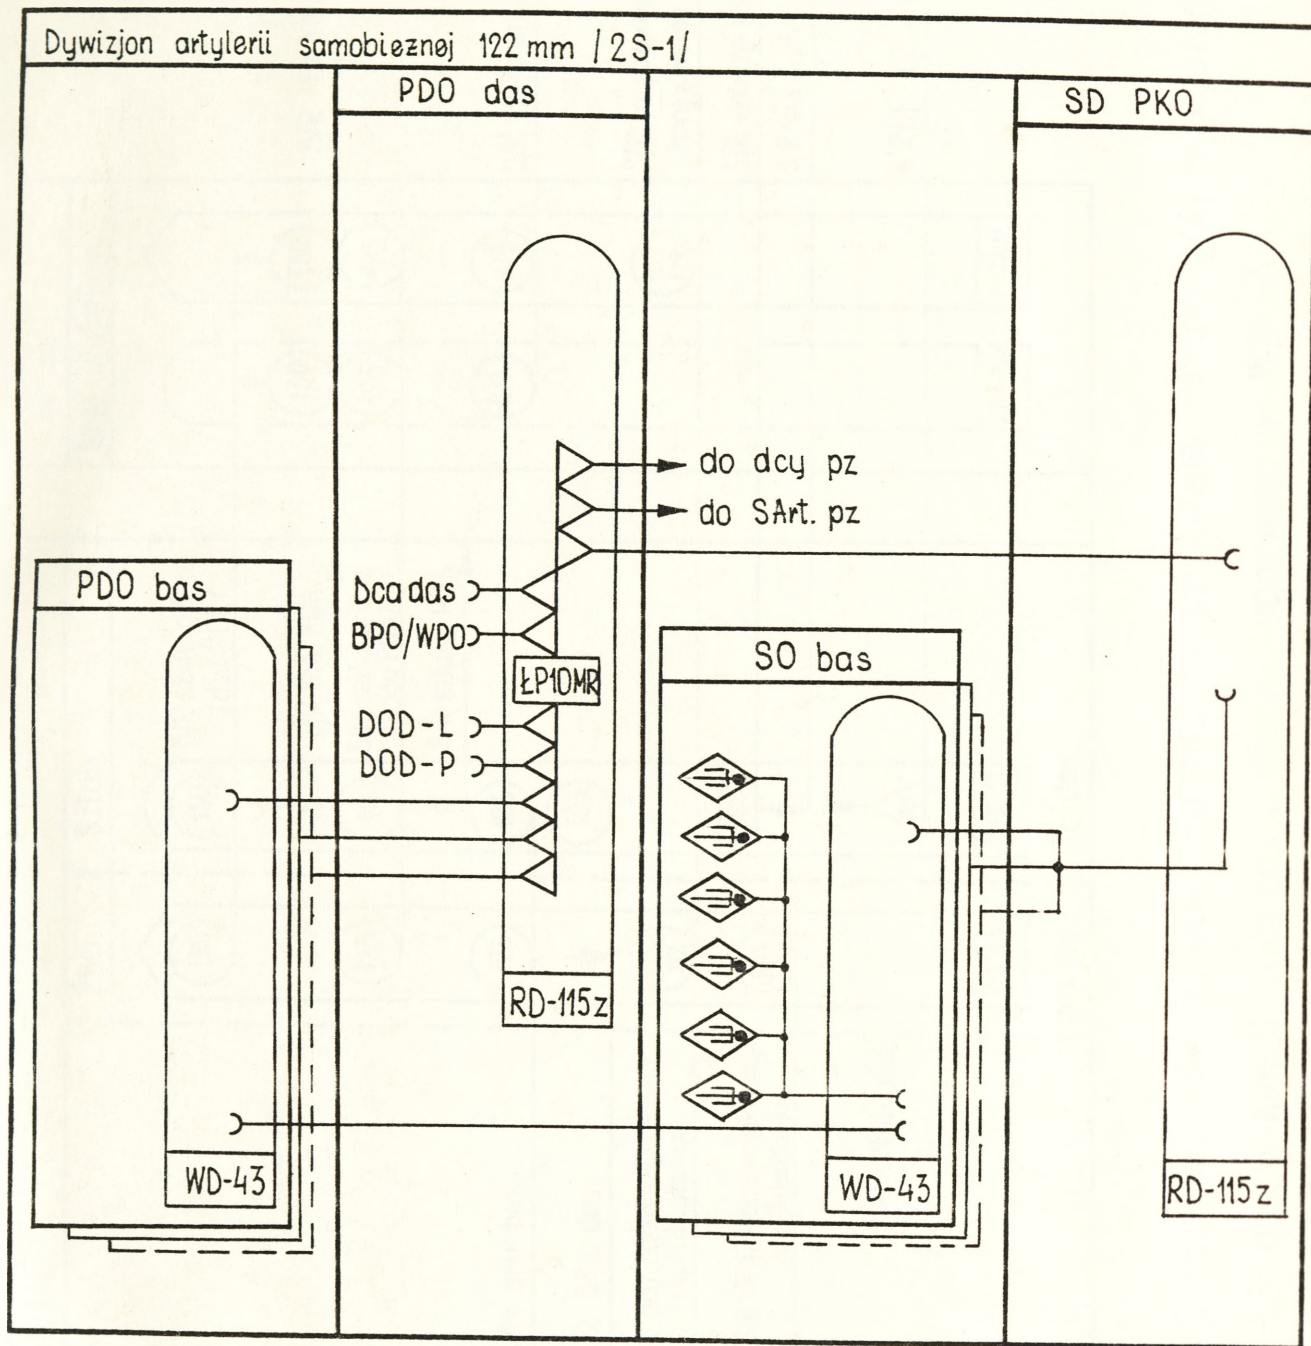 Dywizjon artylerii samobieżnej 122 mm /2S-1/
PDO das
SD PKO
do dcy pz
do SArt. pz
PDO bas
Dca das
BPO/WPO
SO bas
ŁP10MR
DOD-L
DOD-P
RD-115z
WD-43
WD-43
RD-115z